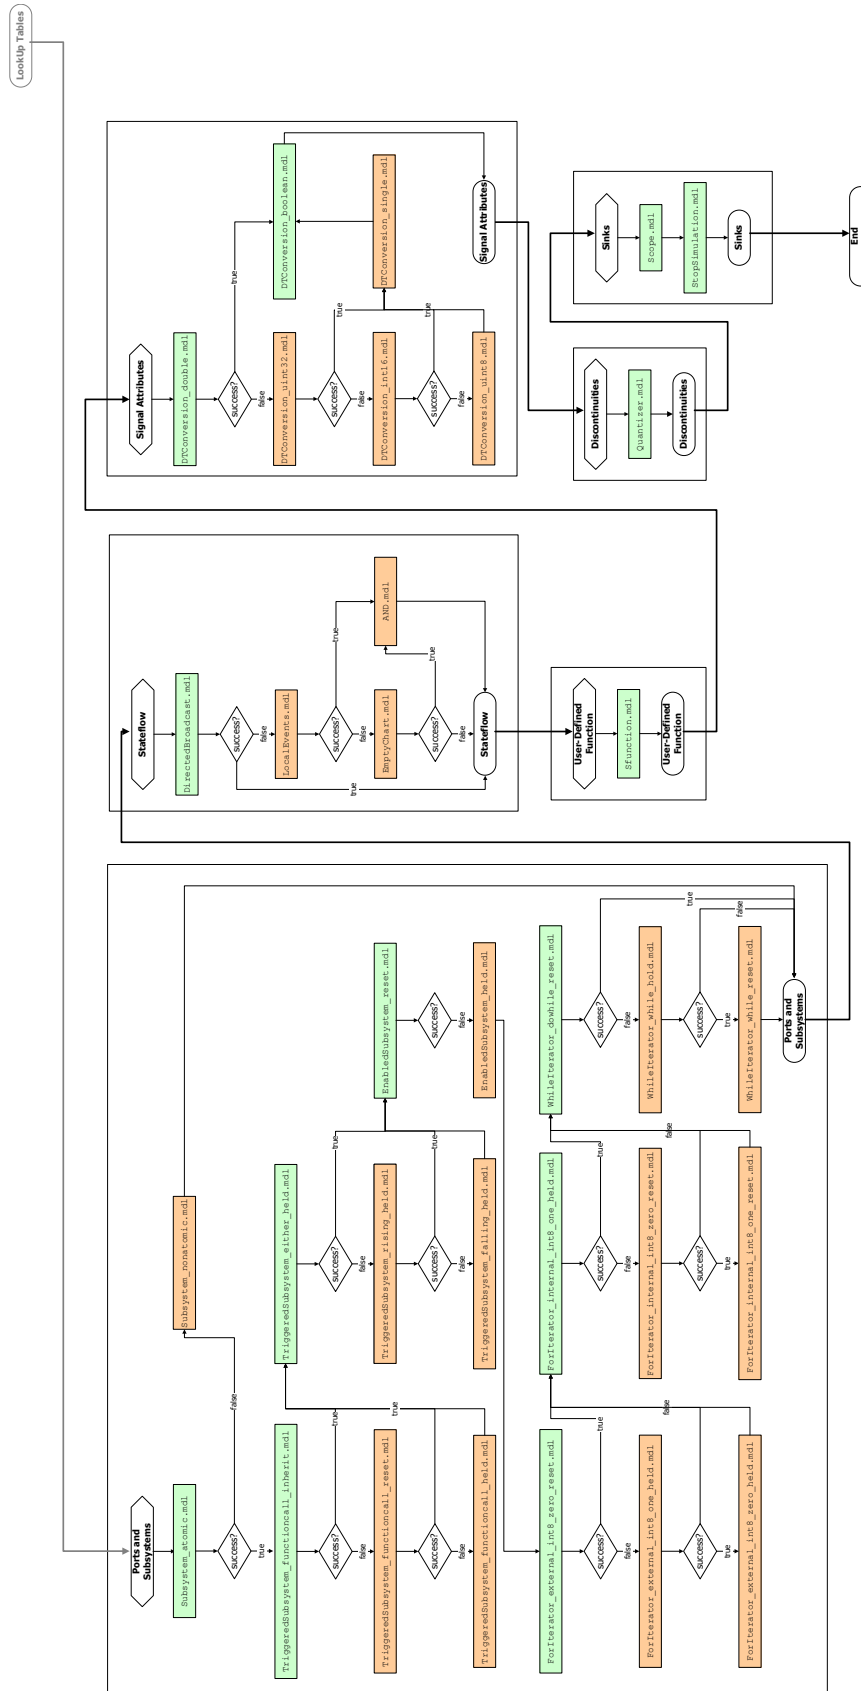 LookUp Tables
Ports and
Subsystems
Subsystem_atomic.mdl
success?
true
false
Subsystem_nonatomic.mdl
TriggeredSubsystem_functioncall_inherit.mdl
success?
true
false
TriggeredSubsystem_functioncall_reset.mdl
success?
true
false
TriggeredSubsystem_functioncall_held.mdl
TriggeredSubsystem_either_held.mdl
success?
true
false
TriggeredSubsystem_rising_held.mdl
success?
true
false
TriggeredSubsystem_falling_held.mdl
EnabledSubsystem_reset.mdl
success?
false
EnabledSubsystem_held.mdl
ForIterator_external_int8_zero_reset.mdl
success?
true
false
ForIterator_external_int8_one_held.mdl
success?
false
true
ForIterator_external_int8_zero_held.mdl
ForIterator_internal_int8_one_held.mdl
success?
true
false
ForIterator_internal_int8_zero_reset.mdl
success?
false
true
ForIterator_internal_int8_one_reset.mdl
WhileIterator_dowhile_reset.mdl
success?
true
false
WhileIterator_while_hold.mdl
success?
false
true
WhileIterator_while_reset.mdl
Ports and
Subsystems
Stateflow
DirectedBroadcast.mdl
success?
true
false
LocalEvents.mdl
success?
true
false
EmptyChart.mdl
success?
true
false
AND.mdl
Stateflow
User-Defined
Function
Sfunction.mdl
User-Defined
Function
Signal Attributes
DTConversion_double.mdl
success?
true
false
DTConversion_uint32.mdl
success?
true
false
DTConversion_int16.mdl
success?
true
false
DTConversion_uint8.mdl
DTConversion_boolean.mdl
DTConversion_single.mdl
Signal Attributes
Discontinuities
Quantizer.mdl
Discontinuities
Sinks
Scope.mdl
StopSimulation.mdl
Sinks
End